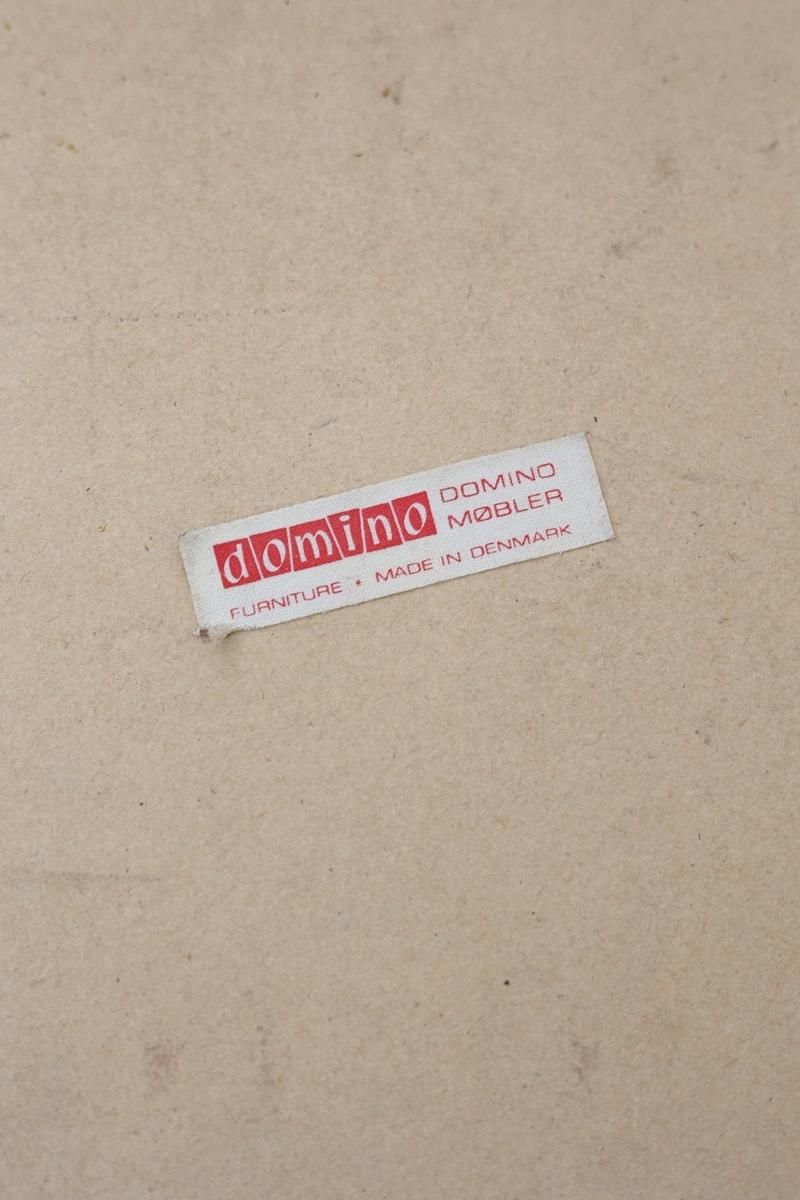 domino
DOMINO
MØBLER
FURNITURE * MADE IN DENMARK